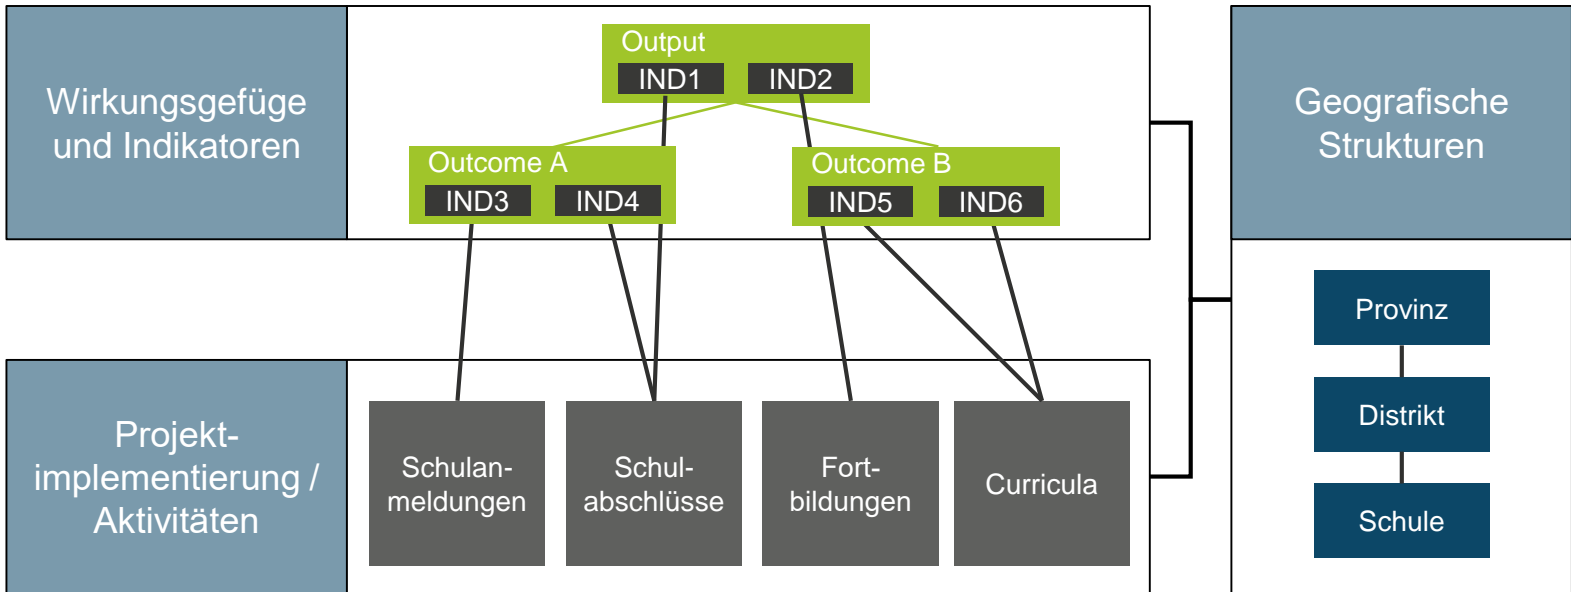 Wirkungsgefüge
und Indikatoren
Output
IND1
IND2
Outcome A
IND3
IND4
Outcome B
IND5
IND6
Geografische
Strukturen
Provinz
Distrikt
Schule
Projekt-
implementierung /
Aktivitäten
Schulan-
meldungen
Schul-
abschlüsse
Fort-
bildungen
Curricula